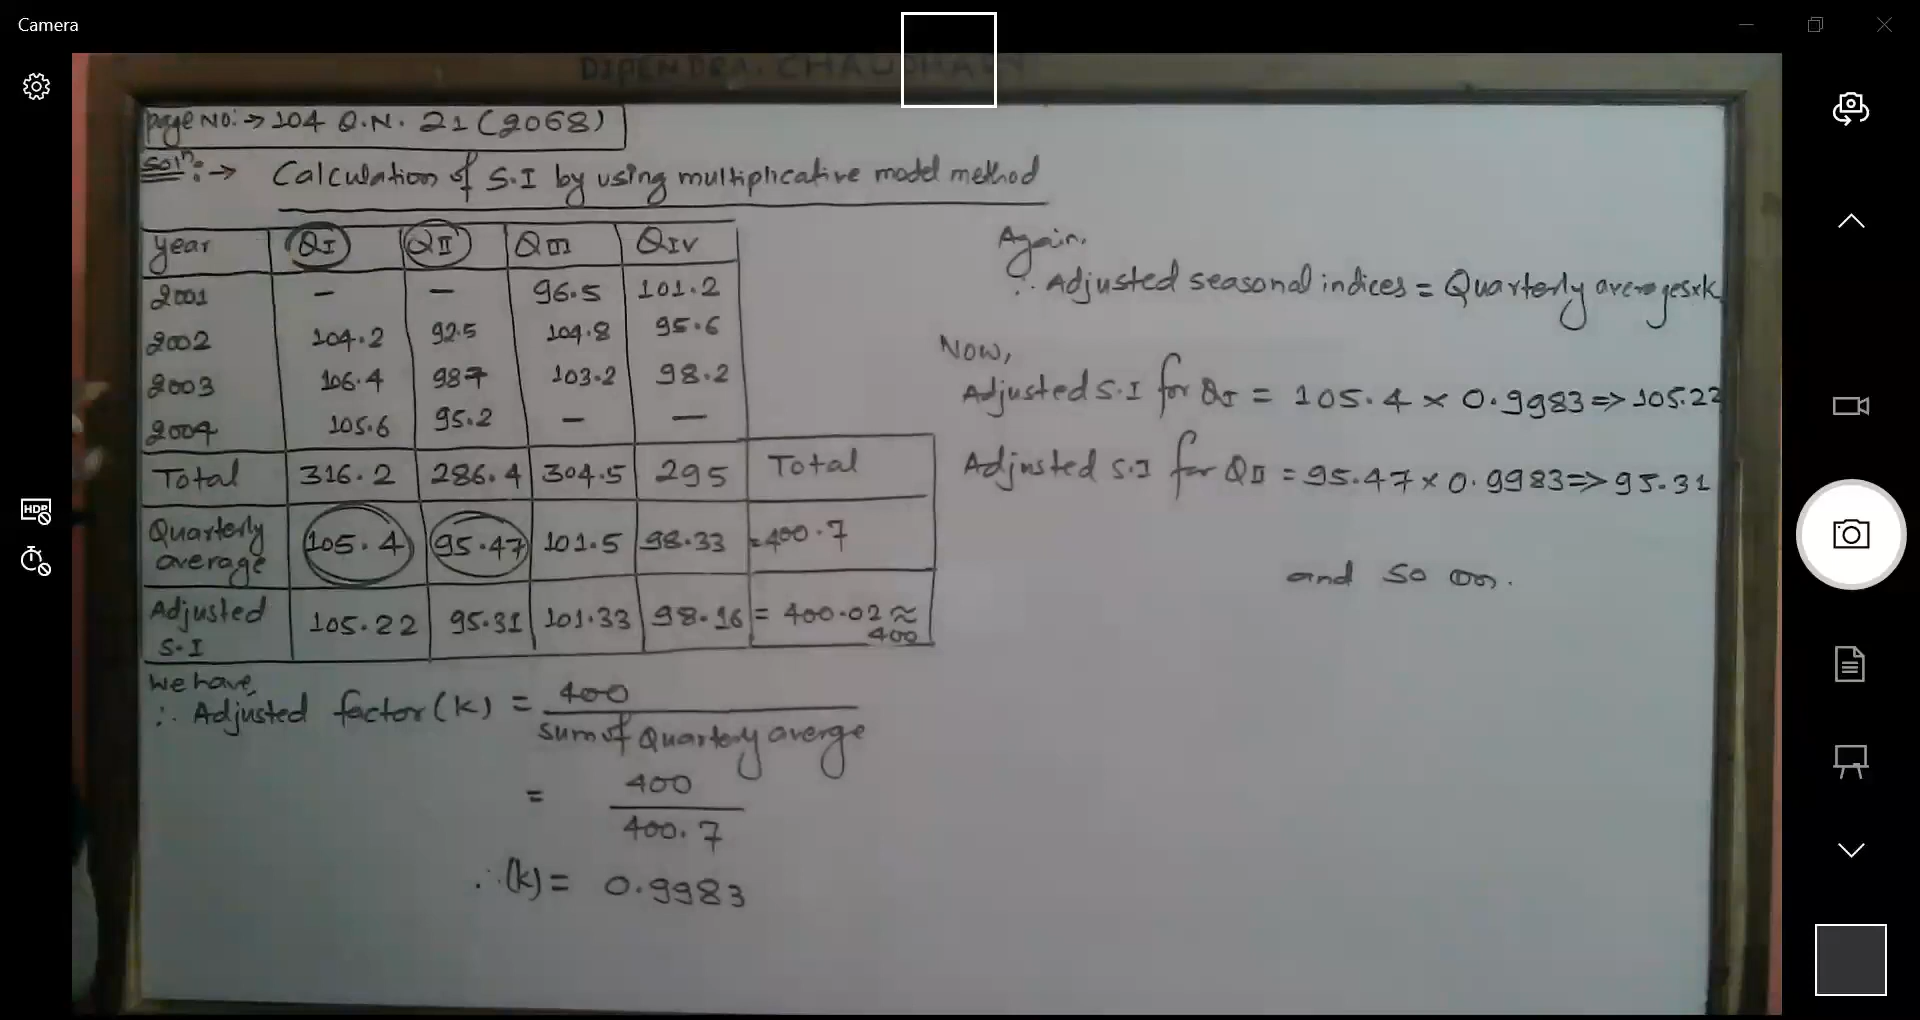 Camera
DIPENDRA. CHAUDHARY
Page No:→ 104 Q.N. 21 (2068)
Solⁿ:→ Calculation of S.I by using multiplicative model method
Year QI QII QIII QIV
2001 — — 96.5 101.2
2002 104.2 92.5 104.8 95.6
2003 106.4 98.7 103.2 98.2
2004 105.6 95.2 — —
Total 316.2 286.4 304.5 295 Total
Quarterly average 105.4 95.47 101.5 98.33 =400.7
Adjusted S.I 105.22 95.31 101.33 98.16 = 400.02 ≈ 400
We have,
∴ Adjusted factor (K) = 400 / sum of Quarterly averge
= 400 / 400.7
∴ (K) = 0.9983
Again,
∴ Adjusted seasonal indices = Quarterly averages×K
Now,
Adjusted S.I for QI = 105.4 × 0.9983 => 105.22
Adjusted S.I for QII = 95.47 × 0.9983 => 95.31
and so on.
HDR